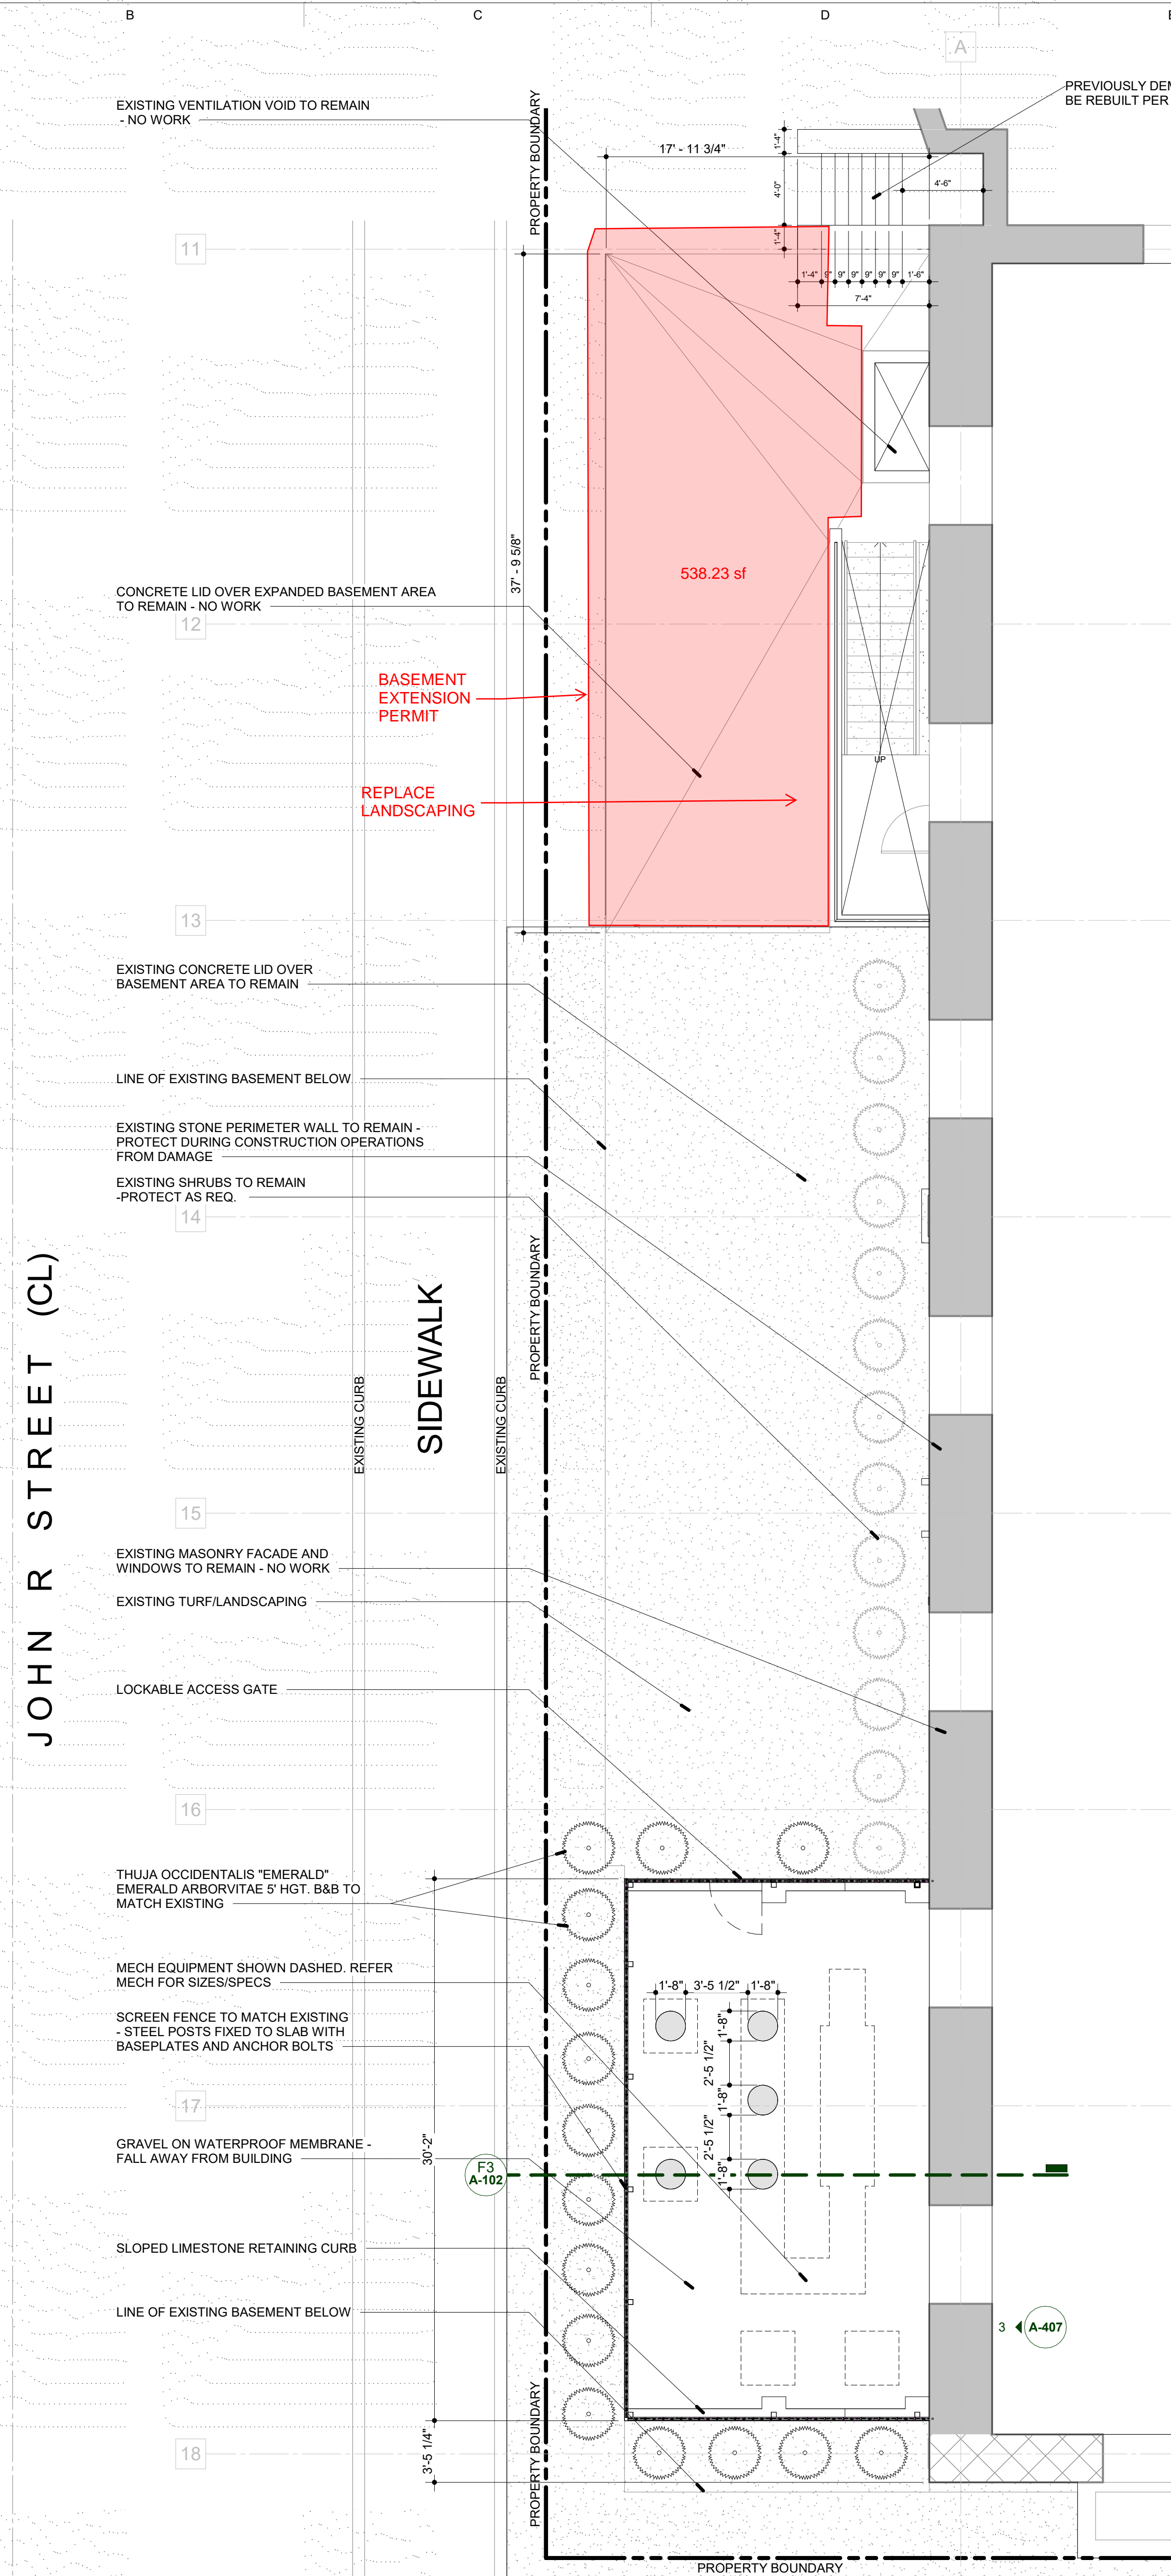 B
C
D
A
EXISTING VENTILATION VOID TO REMAIN
- NO WORK
PREVIOUSLY DEM
BE REBUILT PER
PROPERTY BOUNDARY
17' - 11 3/4"
1'-4"
4'-0"
1'-4"
4'-6"
11
1'-4" 9" 9" 9" 9" 9" 9" 1'-6"
7'-4"
37' - 9 5/8"
538.23 sf
CONCRETE LID OVER EXPANDED BASEMENT AREA
TO REMAIN - NO WORK
12
BASEMENT
EXTENSION
PERMIT
UP
REPLACE
LANDSCAPING
13
EXISTING CONCRETE LID OVER
BASEMENT AREA TO REMAIN
LINE OF EXISTING BASEMENT BELOW
EXISTING STONE PERIMETER WALL TO REMAIN -
PROTECT DURING CONSTRUCTION OPERATIONS
FROM DAMAGE
EXISTING SHRUBS TO REMAIN
-PROTECT AS REQ.
14
JOHN R STREET (CL)
SIDEWALK
PROPERTY BOUNDARY
EXISTING CURB
EXISTING CURB
15
EXISTING MASONRY FACADE AND
WINDOWS TO REMAIN - NO WORK
EXISTING TURF/LANDSCAPING
LOCKABLE ACCESS GATE
16
THUJA OCCIDENTALIS "EMERALD"
EMERALD ARBORVITAE 5' HGT. B&B TO
MATCH EXISTING
MECH EQUIPMENT SHOWN DASHED. REFER
MECH FOR SIZES/SPECS
1'-8" 3'-5 1/2" 1'-8"
1'-8"
2'-5 1/2"
1'-8"
2'-5 1/2"
1'-8"
SCREEN FENCE TO MATCH EXISTING
- STEEL POSTS FIXED TO SLAB WITH
BASEPLATES AND ANCHOR BOLTS
17
30'-2"
GRAVEL ON WATERPROOF MEMBRANE -
FALL AWAY FROM BUILDING
F3
A-102
SLOPED LIMESTONE RETAINING CURB
LINE OF EXISTING BASEMENT BELOW
3
A-407
18
3'-5 1/4"
PROPERTY BOUNDARY
PROPERTY BOUNDARY